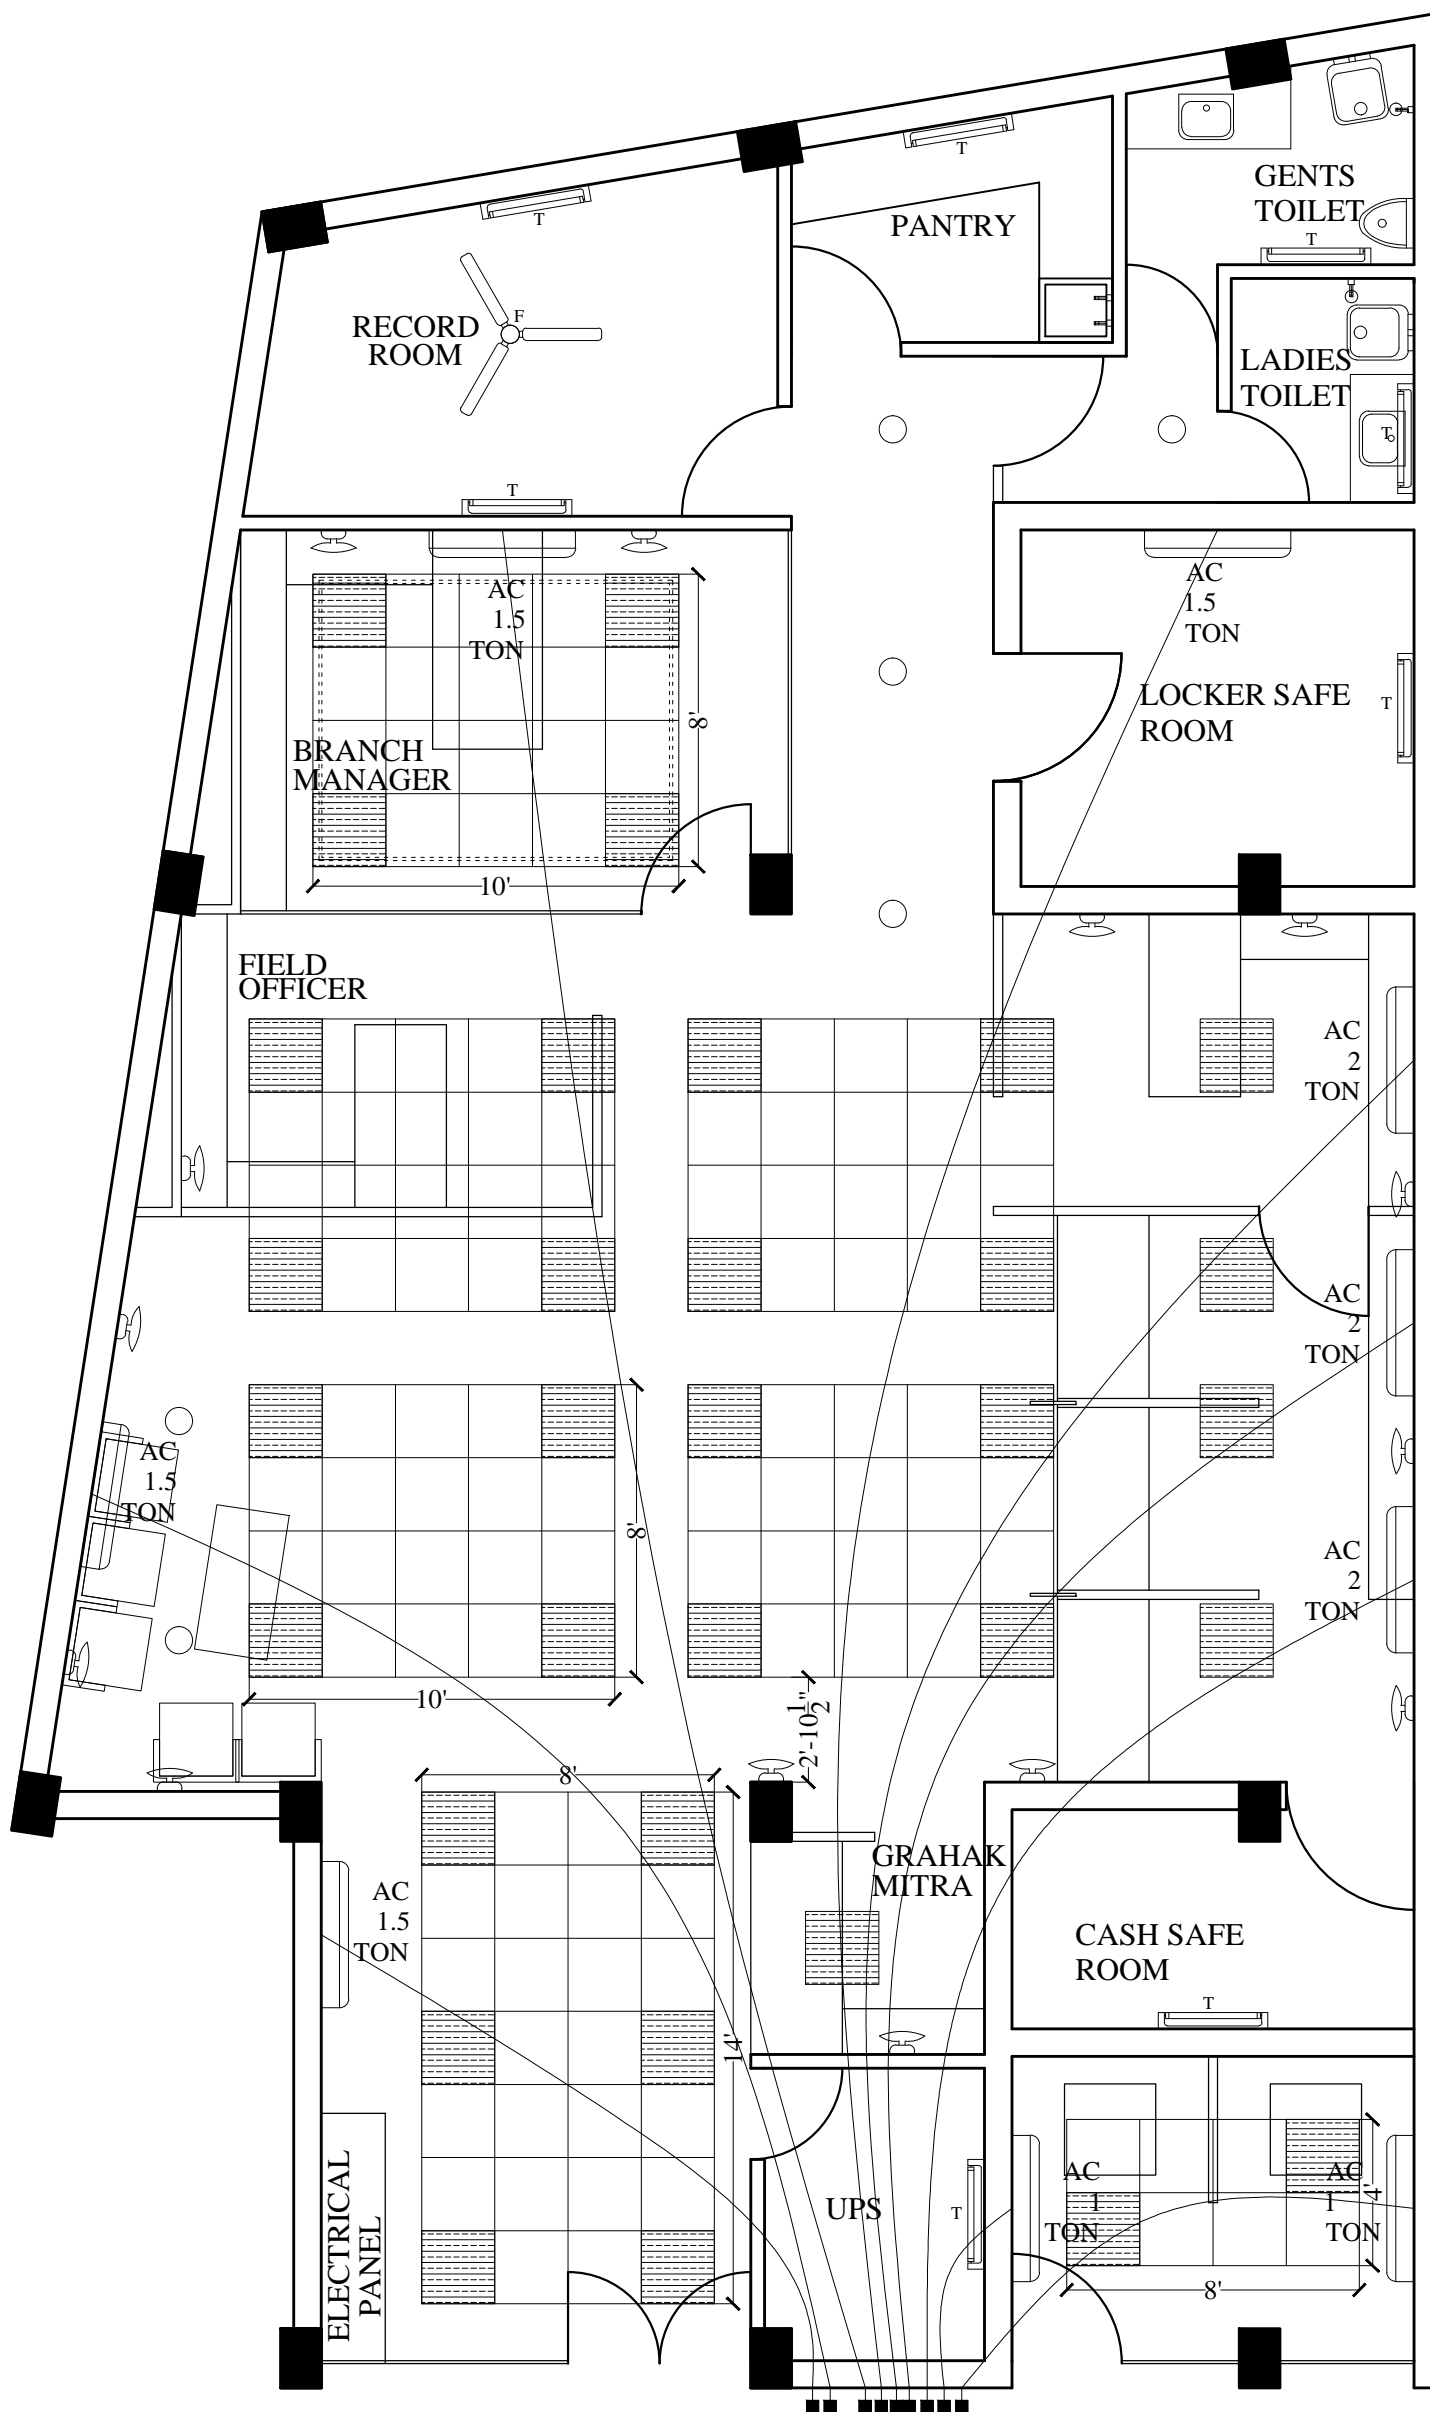 T
T
GENTS
TOILET
PANTRY
T
T
F
RECORD
ROOM
LADIES
TOILET
T
T
AC
1.5
TON
AC
1.5
TON
8'
LOCKER SAFE
ROOM
T
BRANCH
MANAGER
10'
FIELD
OFFICER
AC
2
TON
AC
2
TON
AC
1.5
TON
8'
AC
2
TON
10'
2'-10½"
8'
GRAHAK
MITRA
AC
1.5
TON
CASH SAFE
ROOM
T
14'
ELECTRICAL
PANEL
UPS
T
AC
1
TON
AC
1
TON
4'
8'